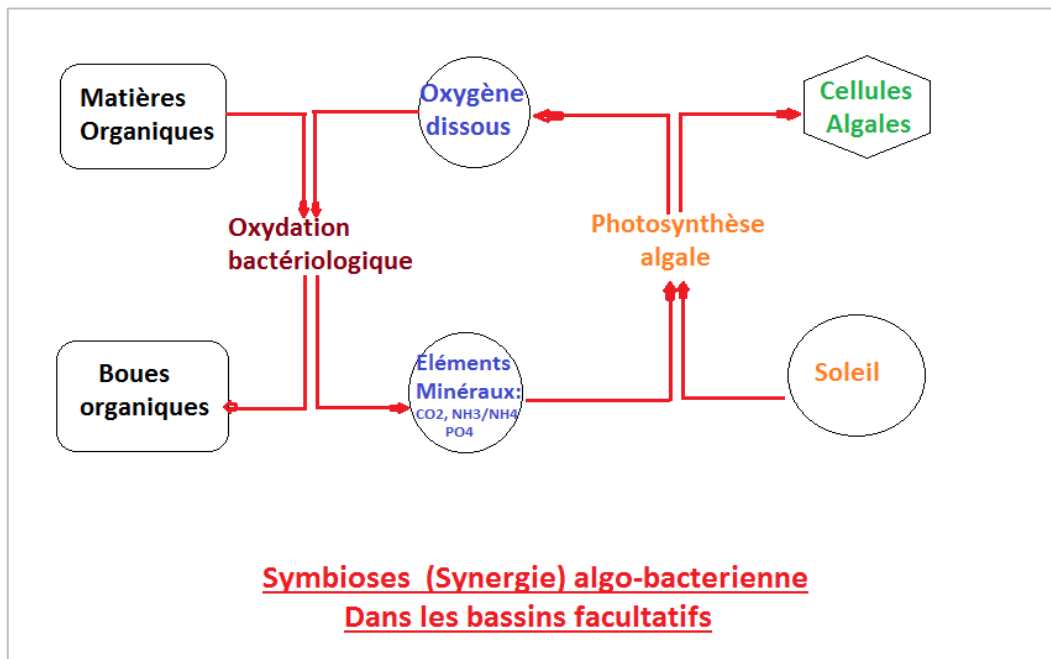 Matières
Organiques
Oxygène
dissous
Cellules
Algales
Oxydation
bactériologique
Photosynthèse
algale
Boues
organiques
Eléments
Minéraux:
CO2, NH3/NH4
PO4
Soleil
Symbioses (Synergie) algo-bacterienne
Dans les bassins facultatifs